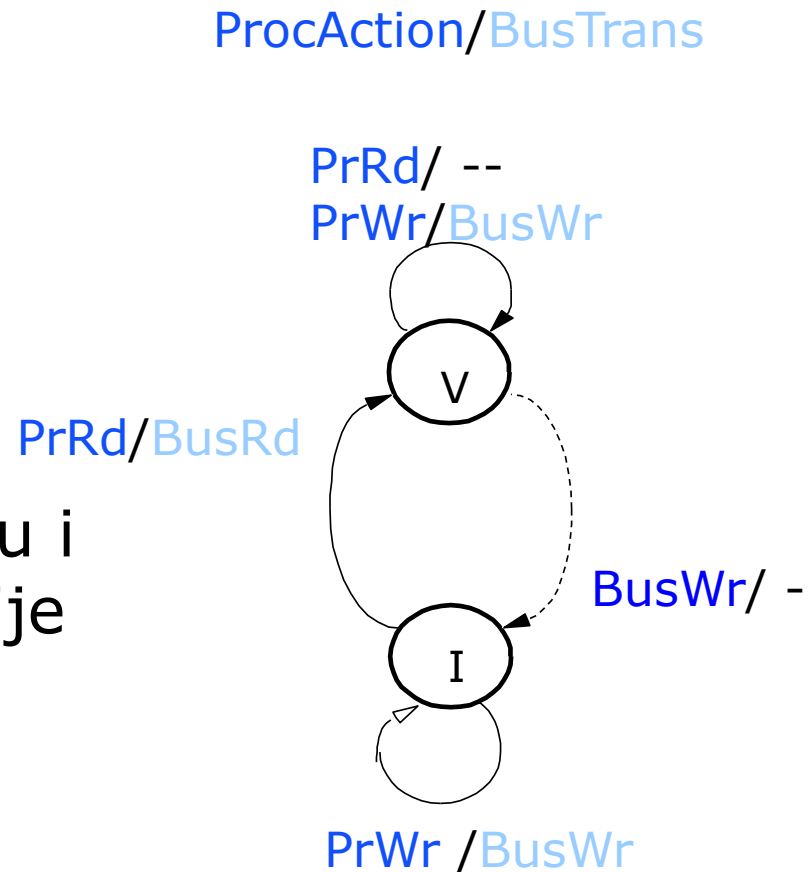 ProcAction/BusTrans
PrRd/ --
PrWr/BusWr
V
PrRd/BusRd
u i
je
BusWr/ -
I
PrWr /BusWr